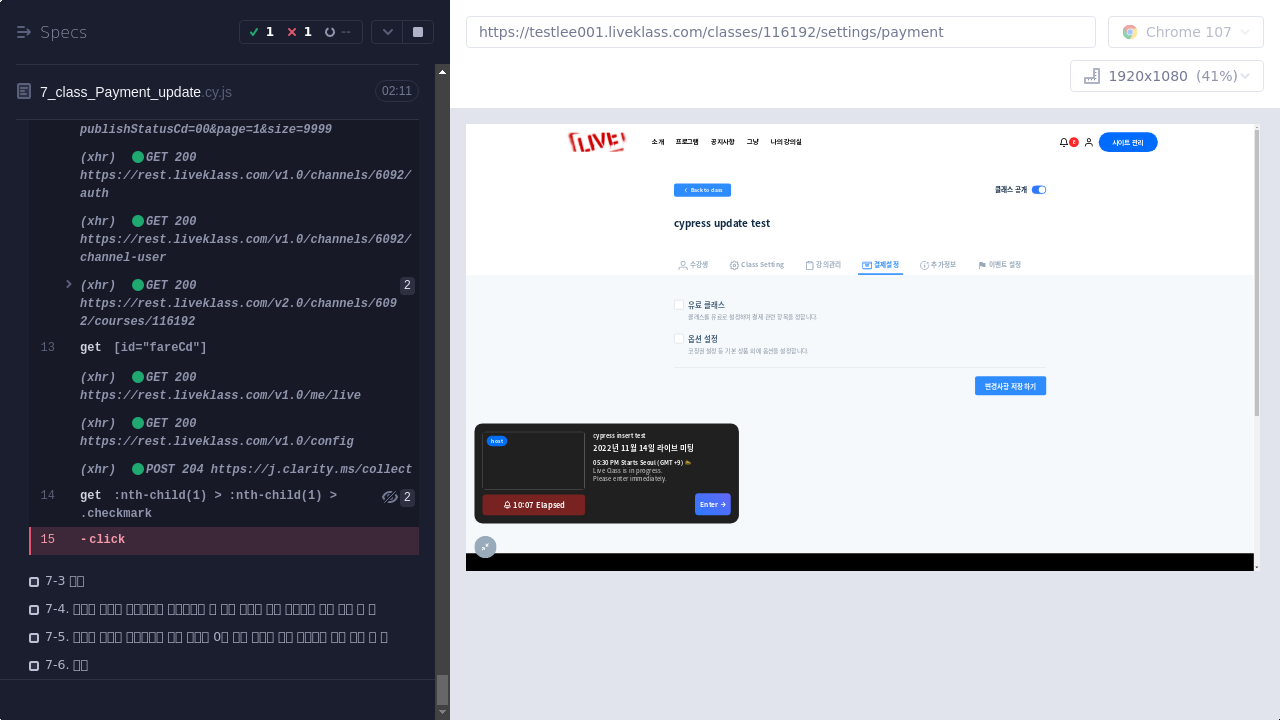 Specs
1
1
--
7_class_Payment_update.cy.js
02:11
publishStatusCd=00&page=1&size=9999
(xhr) GET 200
https://rest.liveklass.com/v1.0/channels/6092/
auth
(xhr) GET 200
https://rest.liveklass.com/v1.0/channels/6092/
channel-user
(xhr) GET 200
2
https://rest.liveklass.com/v2.0/channels/609
2/courses/116192
13 get [id="fareCd"]
(xhr) GET 200
https://rest.liveklass.com/v1.0/me/live
(xhr) GET 200
https://rest.liveklass.com/v1.0/config
(xhr) POST 204 https://j.clarity.ms/collect
14 get :nth-child(1) > :nth-child(1) >
2
.checkmark
15 -click
7-3
7-4.
7-5.
7-6.
https://testlee001.liveklass.com/classes/116192/settings/payment
Chrome 107
1920x1080 (41%)
LIVE!
소개 프로그램 공지사항 그냥 나의 강의실
6
사이트 관리
Back to class
클래스 공개
cypress update test
수강생 Class Setting 강의관리 결제설정 추가정보 이벤트 설정
유료 클래스
클래스를 유료로 설정하여 결제 관련 항목을 정합니다.
옵션 설정
코칭권 설정 등 기본 상품 외에 옵션을 설정합니다.
변경사항 저장하기
host
cypress insert test
2022년 11월 14일 라이브 미팅
05:30 PM Starts Seoul (GMT +9)
Live Class is in progress.
Please enter immediately.
10:07 Elapsed
Enter →